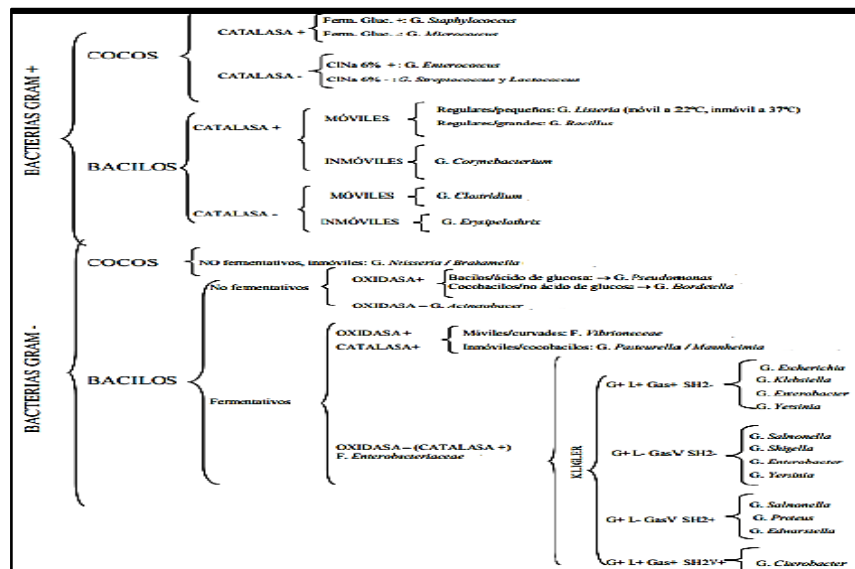 BACTERIAS GRAM +
COCOS
CATALASA +
Ferm. Gluc. +: G. Staphylococcus
Ferm. Gluc. -: G. Micrococcus
CATALASA -
ClNa 6% +: G. Enterococcus
ClNa 6% -: G. Streptococcus y Lactococcus
BACILOS
CATALASA +
MÓVILES
Regulares/pequeños: G. Listeria (móvil a 22ºC, inmóvil a 37ºC)
Regulares/grandes: G. Bacillus
INMÓVILES
G. Corynebacterium
CATALASA -
MÓVILES
G. Clostridium
INMÓVILES
G. Erysipelothrix
BACTERIAS GRAM -
COCOS
NO fermentativos, inmóviles: G. Neisseria /
BACILOS
No fermentativos
OXIDASA+
Bacilos/ácido de glucosa: → G. Pseudomonas
Cocobacilos/no ácido de glucosa → G. Bordetella
OXIDASA – G. Acinetobacter
Fermentativos
OXIDASA +
CATALASA+
Móviles/curvados: F. Vibrionaceae
Inmóviles/cocobacilos: G. Pasteurella / Mannheimia
OXIDASA – (CATALASA +)
F. Enterobacteriaceae
KLIGLER
G+ L+ Gas+ SH2-
G. Escherichia
G. Klebsiella
G. Enterobacter
G. Yersinia
G+ L- GasV SH2-
G. Salmonella
G. Shigella
G. Enterobacter
G. Yersinia
G+ L- GasV SH2+
G. Salmonella
G. Proteus
G. Edwarsiella
G+ L+ Gas+ SH2V+
G. Citerobacter